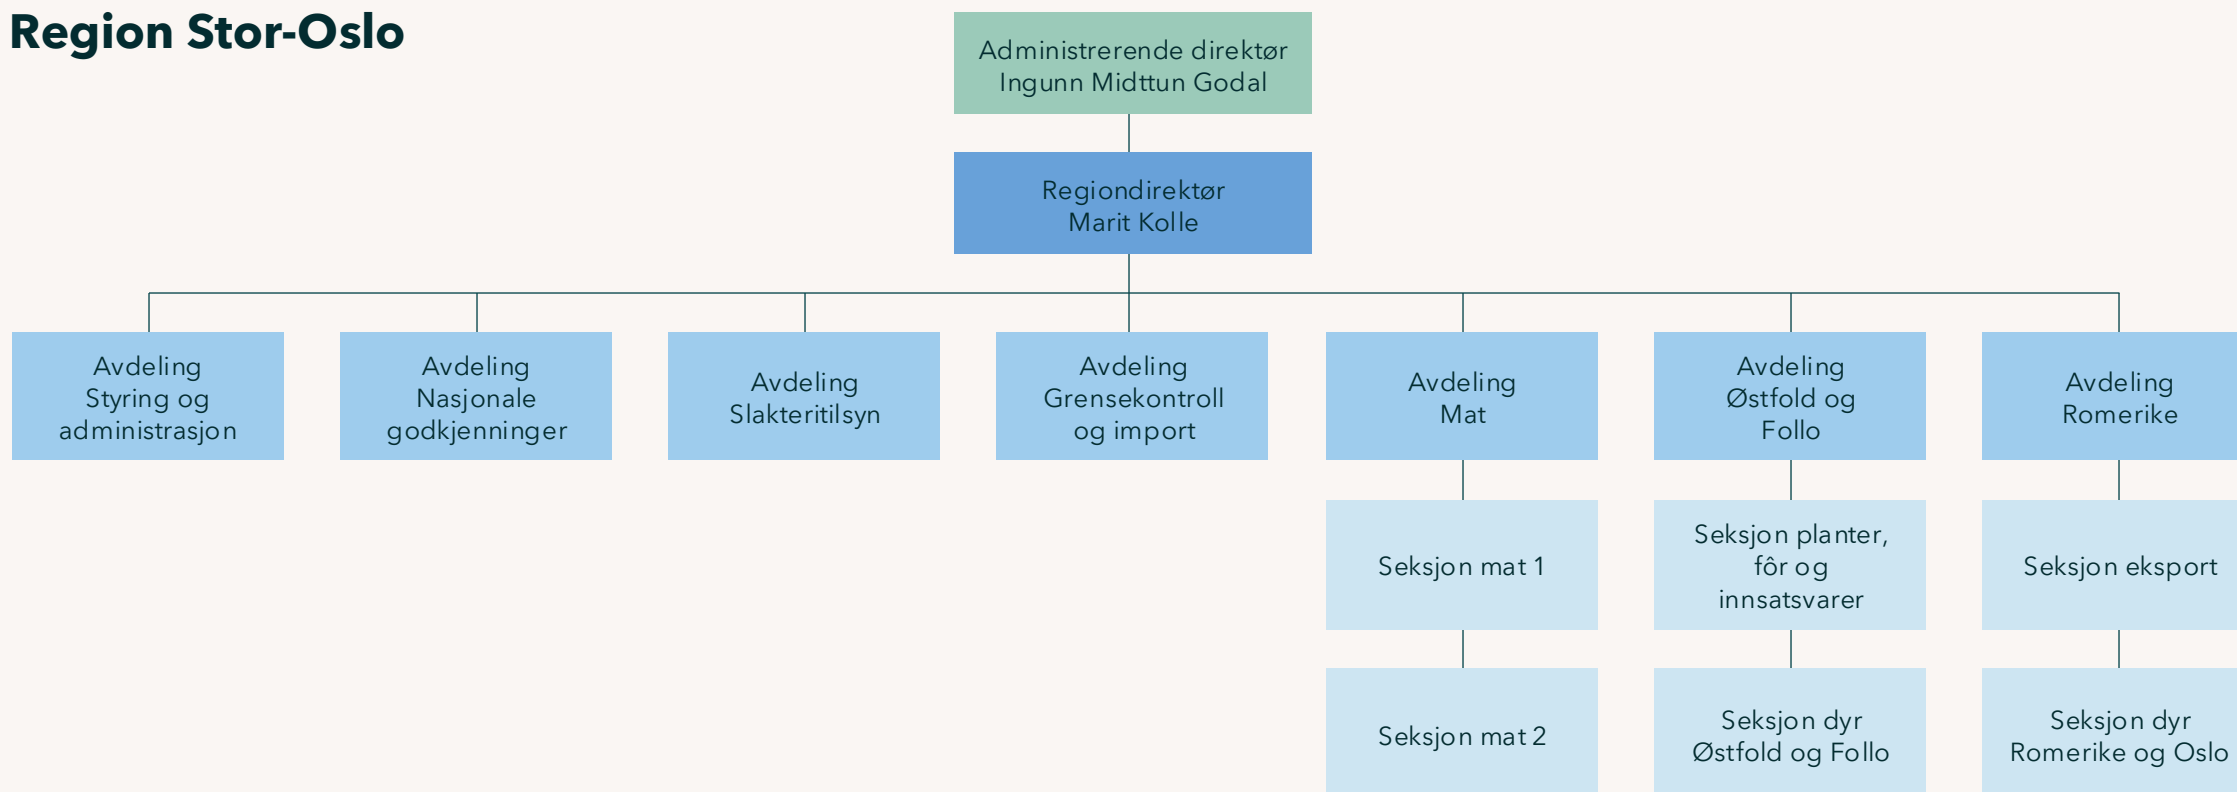 Region Stor-Oslo
Administrerende direktør
Ingunn Midttun Godal
Regiondirektør
Marit Kolle
Avdeling
Styring og
administrasjon
Avdeling
Nasjonale
godkjenninger
Avdeling
Slakteritilsyn
Avdeling
Grensekontroll
og import
Avdeling
Mat
Avdeling
Østfold og
Follo
Avdeling
Romerike
Seksjon mat 1
Seksjon planter,
fôr og
innsatsvarer
Seksjon eksport
Seksjon mat 2
Seksjon dyr
Østfold og Follo
Seksjon dyr
Romerike og Oslo